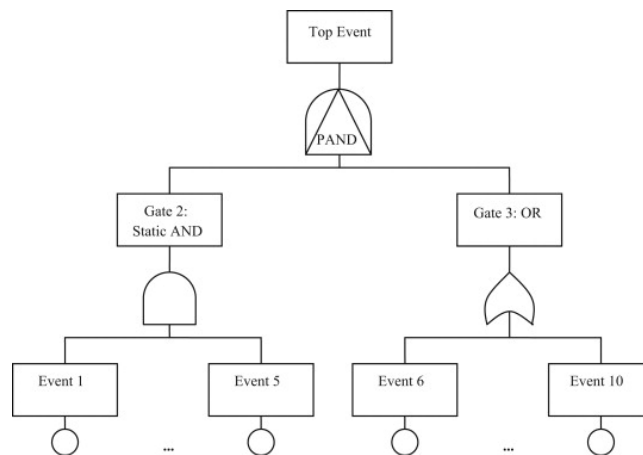 Top Event
PAND
Gate 2:
Static AND
Gate 3: OR
Event 1
Event 5
Event 6
Event 10
...
...